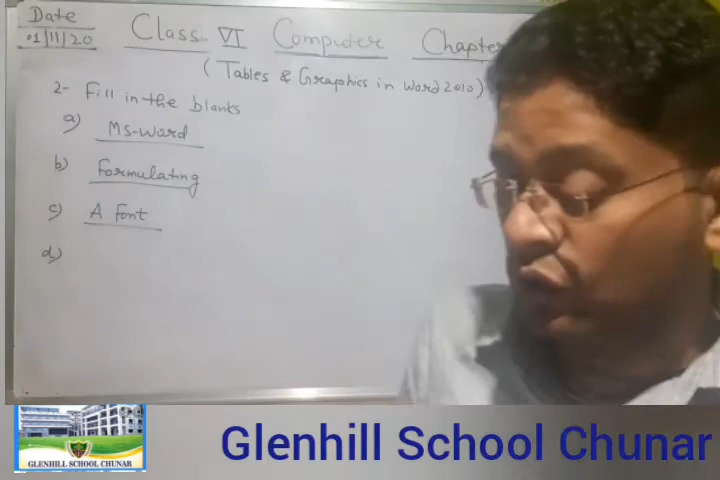 Date
01/11/20
Class - VI Computer Chapter
(Tables & Graphics in Word 2010)
2- Fill in the blanks
a) Ms-Word
b) Formulating
c) A Font
d)
GLENHILL SCHOOL CHUNAR
Glenhill School Chunar